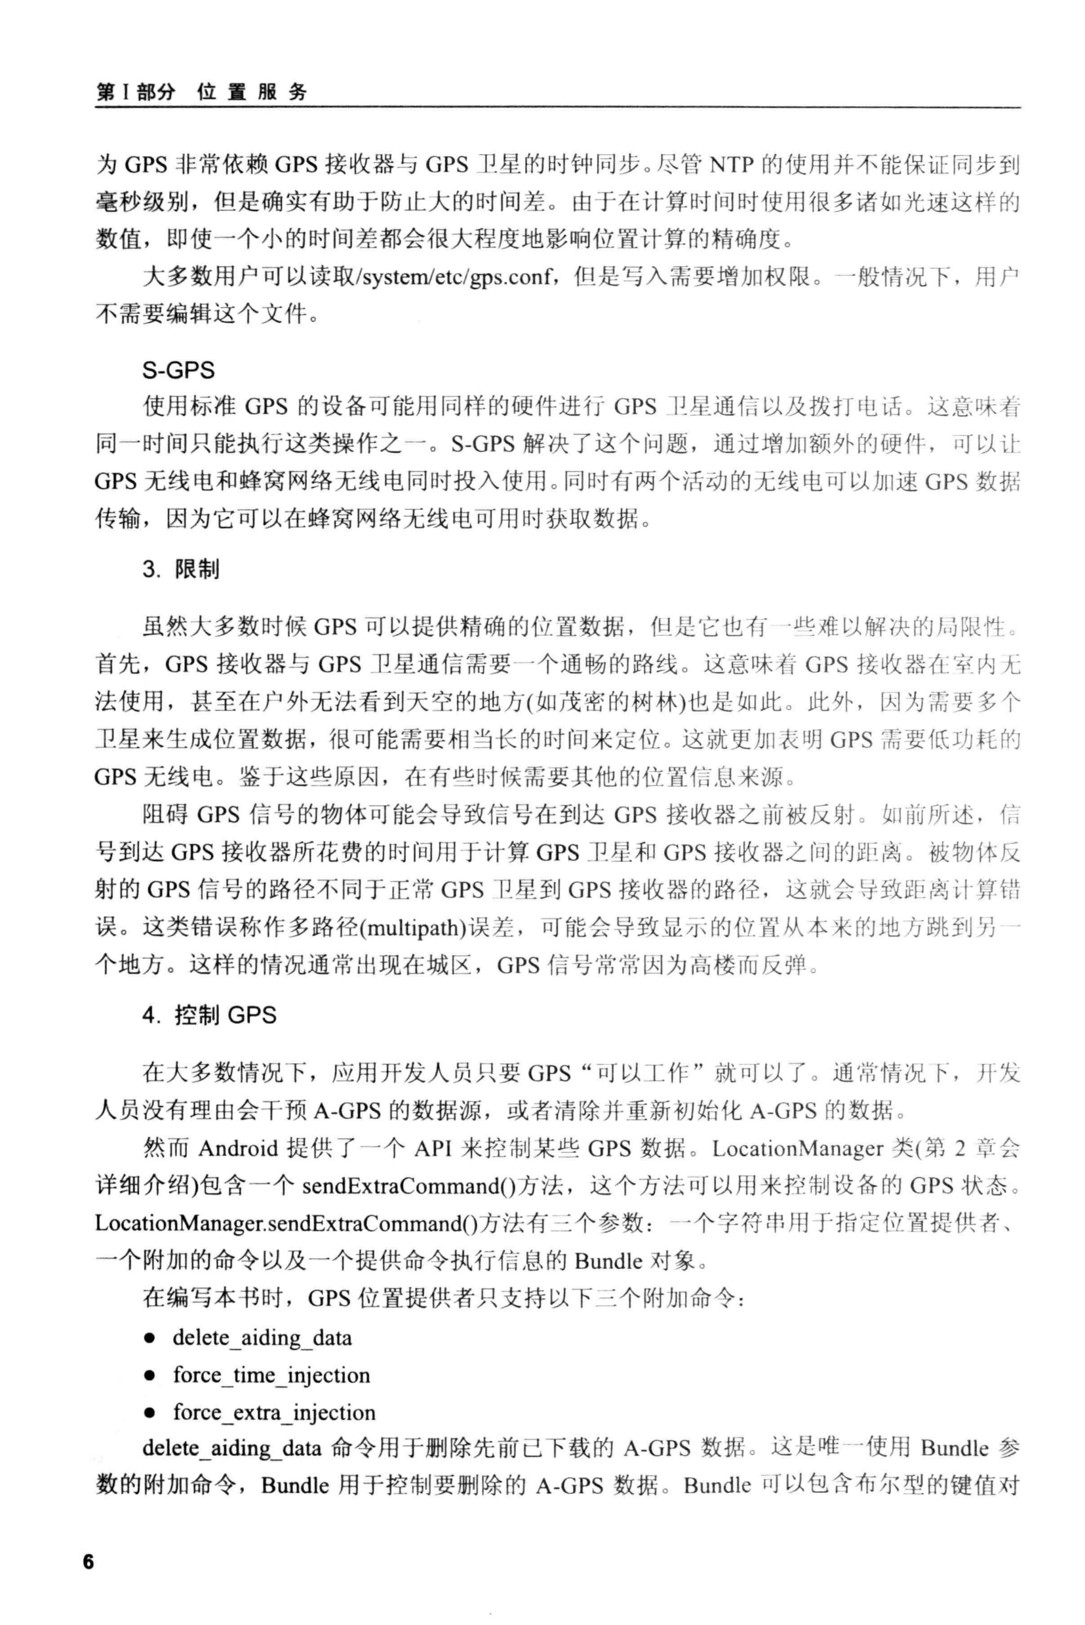 第 I 部分　位 置 服 务
为 GPS 非常依赖 GPS 接收器与 GPS 卫星的时钟同步。尽管 NTP 的使用并不能保证同步到
毫秒级别，但是确实有助于防止大的时间差。由于在计算时间时使用很多诸如光速这样的
数值，即使一个小的时间差都会很大程度地影响位置计算的精确度。
大多数用户可以读取/system/etc/gps.conf，但是写入需要增加权限。一般情况下，用户
不需要编辑这个文件。
S-GPS
使用标准 GPS 的设备可能用同样的硬件进行 GPS 卫星通信以及拨打电话。这意味着
同一时间只能执行这类操作之一。S-GPS 解决了这个问题，通过增加额外的硬件，可以让
GPS 无线电和蜂窝网络无线电同时投入使用。同时有两个活动的无线电可以加速 GPS 数据
传输，因为它可以在蜂窝网络无线电可用时获取数据。
3. 限制
虽然大多数时候 GPS 可以提供精确的位置数据，但是它也有一些难以解决的局限性。
首先，GPS 接收器与 GPS 卫星通信需要一个通畅的路线。这意味着 GPS 接收器在室内无
法使用，甚至在户外无法看到天空的地方(如茂密的树林)也是如此。此外，因为需要多个
卫星来生成位置数据，很可能需要相当长的时间来定位。这就更加表明 GPS 需要低功耗的
GPS 无线电。鉴于这些原因，在有些时候需要其他的位置信息来源。
阻碍 GPS 信号的物体可能会导致信号在到达 GPS 接收器之前被反射。如前所述，信
号到达 GPS 接收器所花费的时间用于计算 GPS 卫星和 GPS 接收器之间的距离。被物体反
射的 GPS 信号的路径不同于正常 GPS 卫星到 GPS 接收器的路径，这就会导致距离计算错
误。这类错误称作多路径(multipath)误差，可能会导致显示的位置从本来的地方跳到另一
个地方。这样的情况通常出现在城区，GPS 信号常常因为高楼而反弹。
4. 控制 GPS
在大多数情况下，应用开发人员只要 GPS“可以工作”就可以了。通常情况下，开发
人员没有理由会干预 A-GPS 的数据源，或者清除并重新初始化 A-GPS 的数据。
然而 Android 提供了一个 API 来控制某些 GPS 数据。LocationManager 类(第 2 章会
详细介绍)包含一个 sendExtraCommand()方法，这个方法可以用来控制设备的 GPS 状态。
LocationManager.sendExtraCommand()方法有三个参数：一个字符串用于指定位置提供者、
一个附加的命令以及一个提供命令执行信息的 Bundle 对象。
在编写本书时，GPS 位置提供者只支持以下三个附加命令：
● delete_aiding_data
● force_time_injection
● force_extra_injection
delete_aiding_data 命令用于删除先前已下载的 A-GPS 数据。这是唯一使用 Bundle 参
数的附加命令，Bundle 用于控制要删除的 A-GPS 数据。Bundle 可以包含布尔型的键值对
6